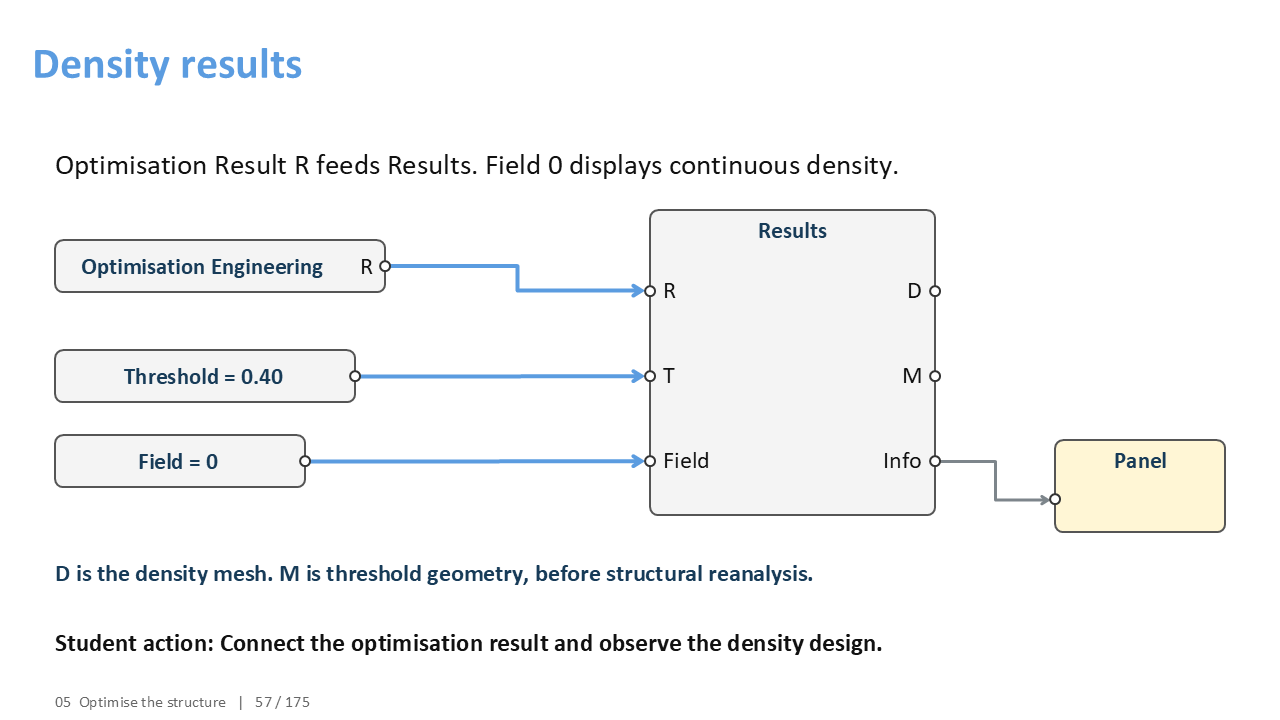 Density results
Optimisation Result R feeds Results. Field 0 displays continuous density.
Results
Optimisation Engineering R
R
D
Threshold = 0.40
T
M
Field = 0
Field
Info
Panel
D is the density mesh. M is threshold geometry, before structural reanalysis.
Student action: Connect the optimisation result and observe the density design.
05 Optimise the structure | 57 / 175